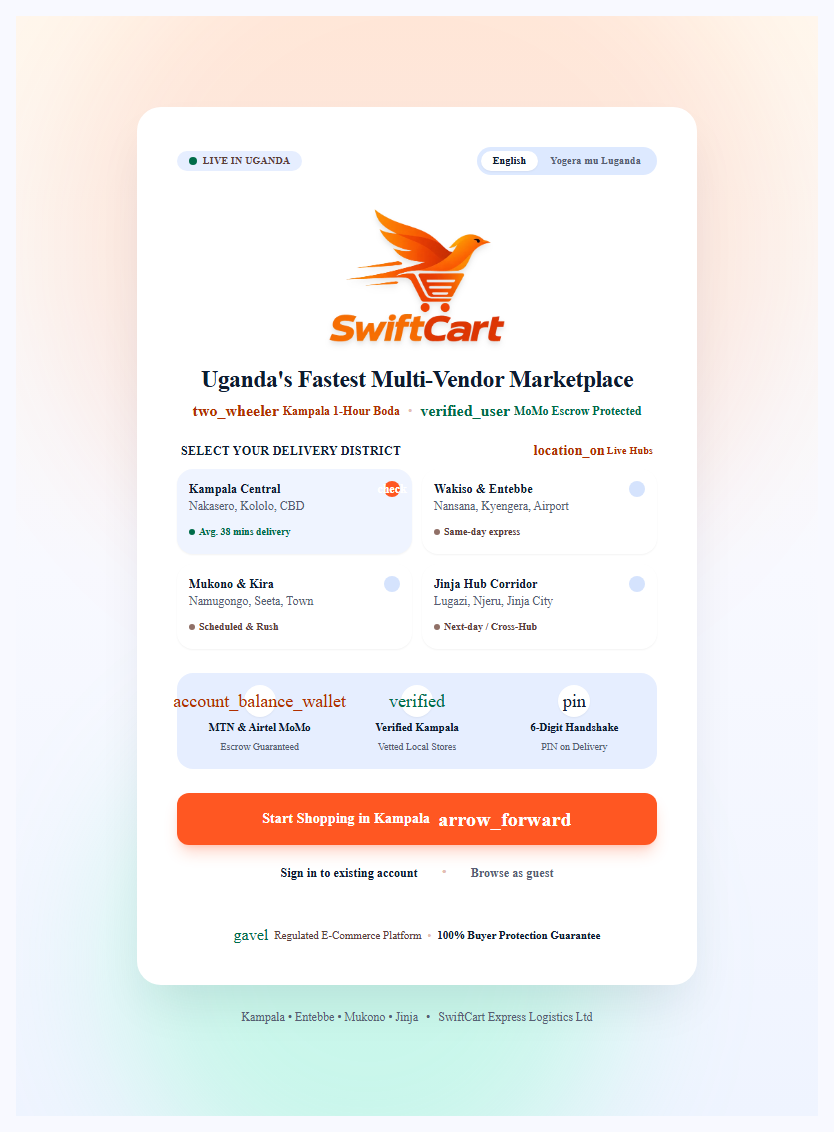 LIVE IN UGANDA
English
Yogera mu Luganda
SwiftCart
Uganda's Fastest Multi-Vendor Marketplace
two_wheeler Kampala 1-Hour Boda • verified_user MoMo Escrow Protected
SELECT YOUR DELIVERY DISTRICT
location_on Live Hubs
Kampala Central
Nakasero, Kololo, CBD
Avg. 38 mins delivery
Wakiso & Entebbe
Nansana, Kyengera, Airport
Same-day express
Mukono & Kira
Namugongo, Seeta, Town
Scheduled & Rush
Jinja Hub Corridor
Lugazi, Njeru, Jinja City
Next-day / Cross-Hub
account_balance_wallet
MTN & Airtel MoMo
Escrow Guaranteed
verified
Verified Kampala
Vetted Local Stores
pin
6-Digit Handshake
PIN on Delivery
Start Shopping in Kampala arrow_forward
Sign in to existing account • Browse as guest
gavel Regulated E-Commerce Platform • 100% Buyer Protection Guarantee
Kampala • Entebbe • Mukono • Jinja • SwiftCart Express Logistics Ltd